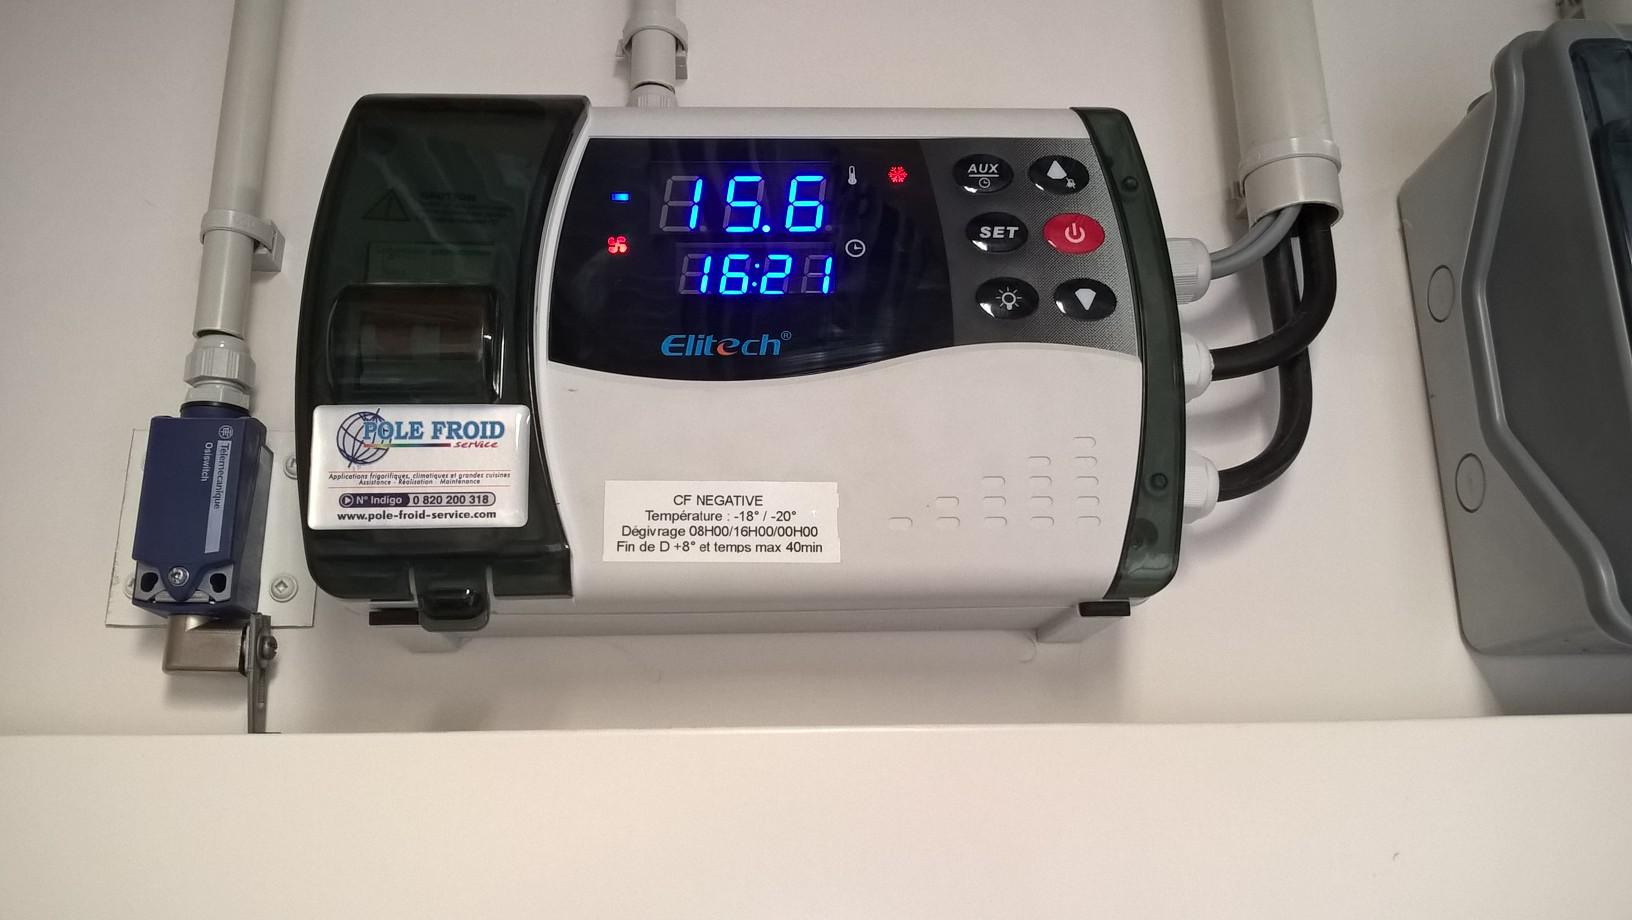 -15.6
16:21
Elitech®
AUX
SET
Telemecanique
Osiswitch
POLE FROID
service
Applications frigorifiques, climatiques et grandes cuisines
Assistance - Réalisation - Maintenance
N° Indigo 0 820 200 318
www.pole-froid-service.com
CF NEGATIVE
Température : -18° / -20°
Dégivrage 08H00/16H00/00H00
Fin de D +8° et temps max 40min